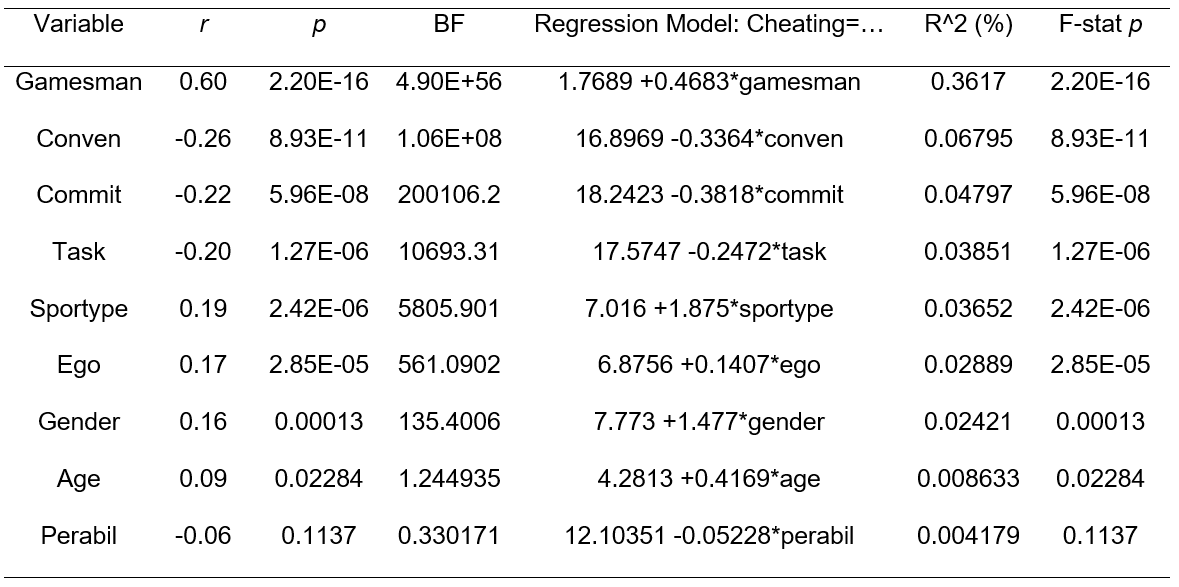 Variable r p BF Regression Model: Cheating=… R^2 (%) F-stat p
Gamesman 0.60 2.20E-16 4.90E+56 1.7689 +0.4683*gamesman 0.3617 2.20E-16
Conven -0.26 8.93E-11 1.06E+08 16.8969 -0.3364*conven 0.06795 8.93E-11
Commit -0.22 5.96E-08 200106.2 18.2423 -0.3818*commit 0.04797 5.96E-08
Task -0.20 1.27E-06 10693.31 17.5747 -0.2472*task 0.03851 1.27E-06
Sportype 0.19 2.42E-06 5805.901 7.016 +1.875*sportype 0.03652 2.42E-06
Ego 0.17 2.85E-05 561.0902 6.8756 +0.1407*ego 0.02889 2.85E-05
Gender 0.16 0.00013 135.4006 7.773 +1.477*gender 0.02421 0.00013
Age 0.09 0.02284 1.244935 4.2813 +0.4169*age 0.008633 0.02284
Perabil -0.06 0.1137 0.330171 12.10351 -0.05228*perabil 0.004179 0.1137